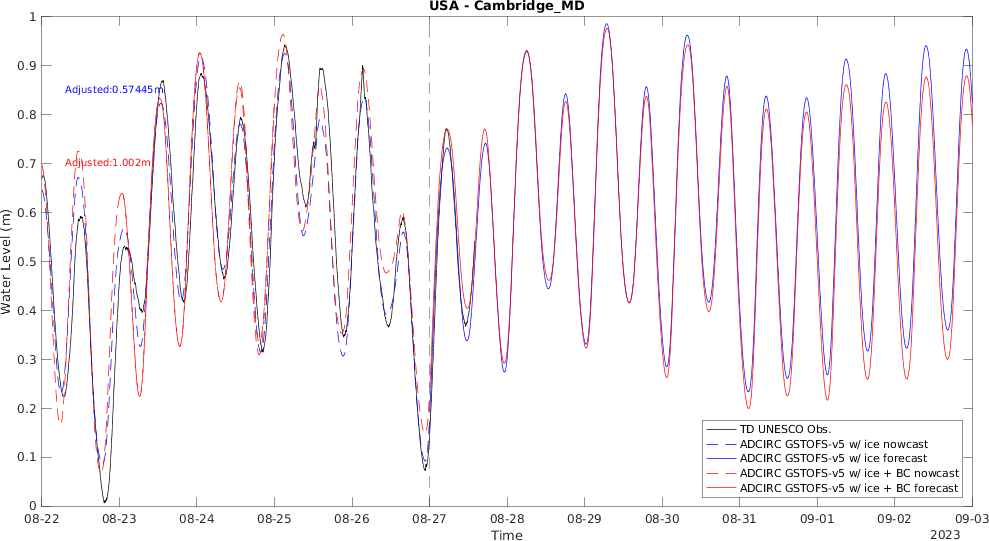 USA - Cambridge_MD
1
0.9
0.8
0.7
0.6
0.5
0.4
0.3
0.2
0.1
0
Water Level (m)
Adjusted:0.57445m
Adjusted:1.002m
TD UNESCO Obs.
ADCIRC GSTOFS-v5 w/ ice nowcast
ADCIRC GSTOFS-v5 w/ ice forecast
ADCIRC GSTOFS-v5 w/ ice + BC nowcast
ADCIRC GSTOFS-v5 w/ ice + BC forecast
08-22 08-23 08-24 08-25 08-26 08-27 08-28 08-29 08-30 08-31 09-01 09-02 09-03
Time
2023